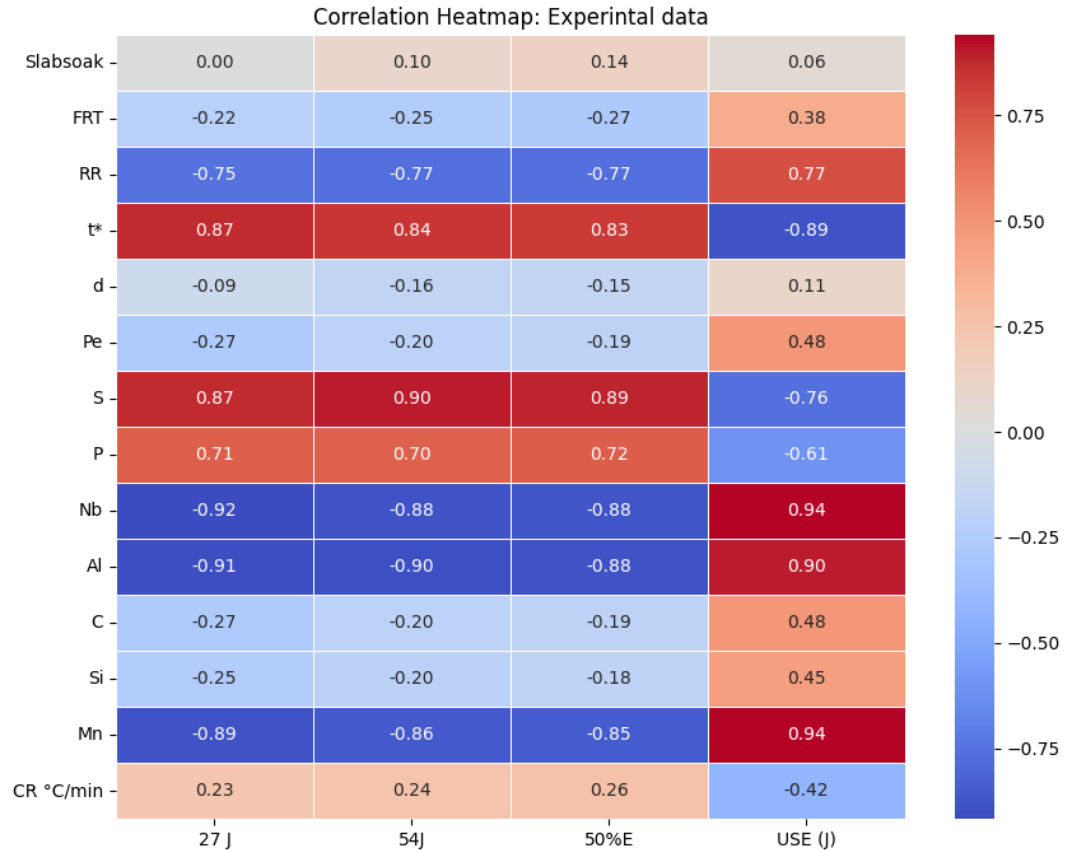 Correlation Heatmap: Experintal data
Slabsoak 0.00 0.10 0.14 0.06
FRT -0.22 -0.25 -0.27 0.38
RR -0.75 -0.77 -0.77 0.77
t* 0.87 0.84 0.83 -0.89
d -0.09 -0.16 -0.15 0.11
Pe -0.27 -0.20 -0.19 0.48
S 0.87 0.90 0.89 -0.76
P 0.71 0.70 0.72 -0.61
Nb -0.92 -0.88 -0.88 0.94
Al -0.91 -0.90 -0.88 0.90
C -0.27 -0.20 -0.19 0.48
Si -0.25 -0.20 -0.18 0.45
Mn -0.89 -0.86 -0.85 0.94
CR °C/min 0.23 0.24 0.26 -0.42
27 J 54J 50%E USE (J)
0.75
0.50
0.25
0.00
−0.25
−0.50
−0.75